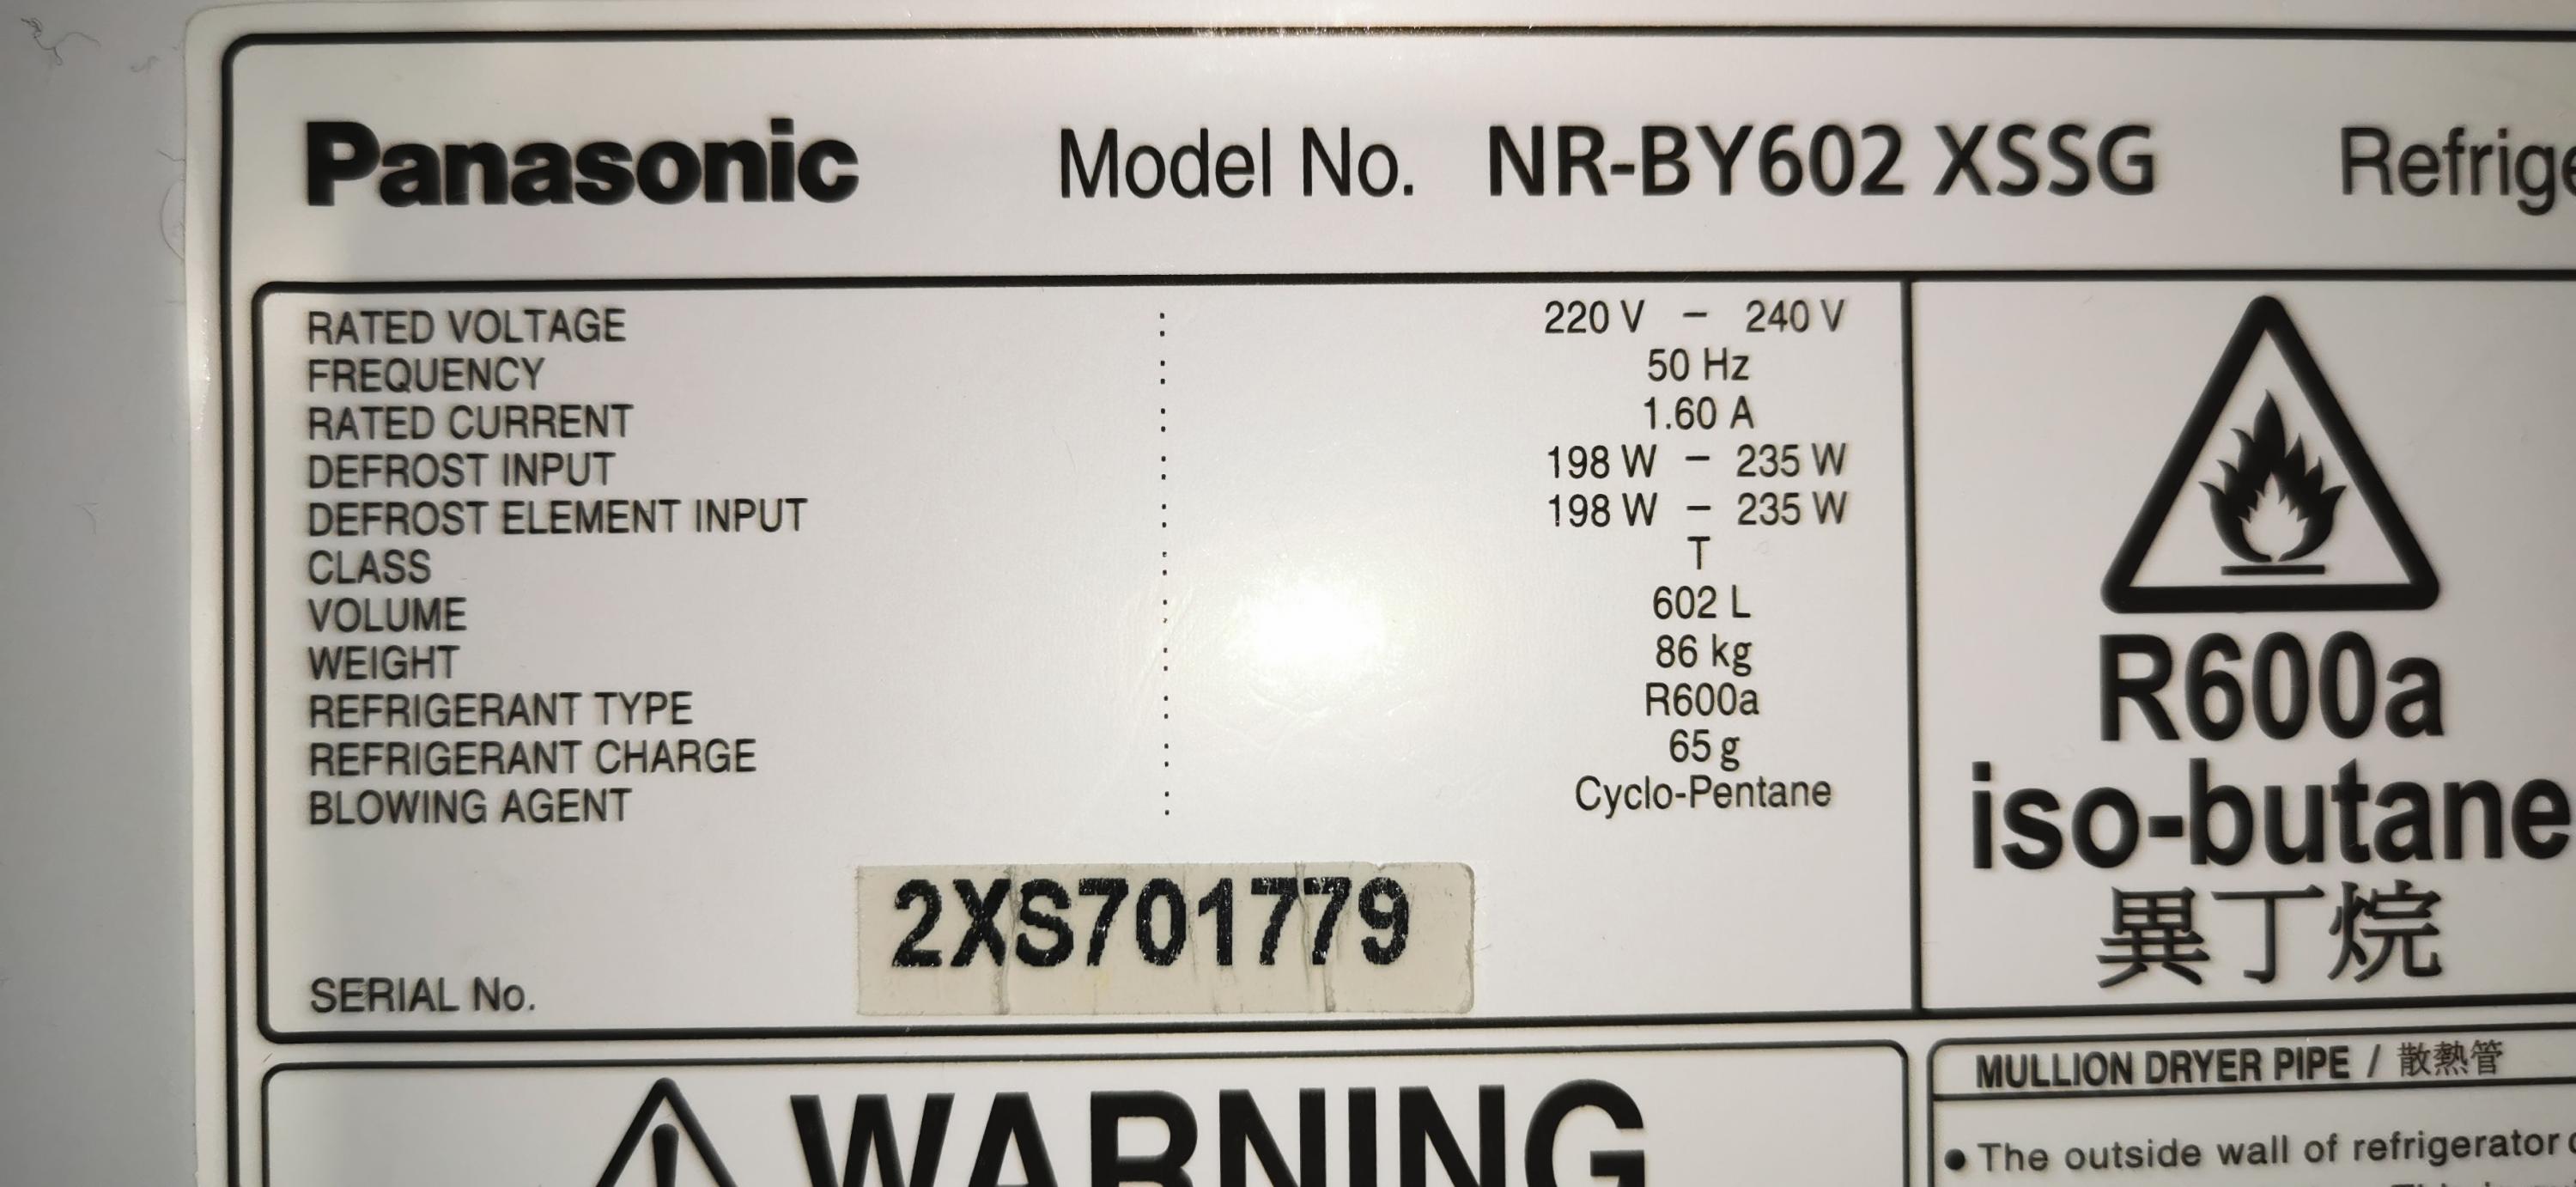 Panasonic Model No. NR-BY602 XSSG Refrige
RATED VOLTAGE : 220 V – 240 V
FREQUENCY : 50 Hz
RATED CURRENT : 1.60 A
DEFROST INPUT : 198 W – 235 W
DEFROST ELEMENT INPUT : 198 W – 235 W
CLASS : T
VOLUME : 602 L
WEIGHT : 86 kg
REFRIGERANT TYPE : R600a
REFRIGERANT CHARGE : 65 g
BLOWING AGENT : Cyclo-Pentane
SERIAL No. 2XS701779
R600a
iso-butane
異丁烷
WARNING
MULLION DRYER PIPE / 散熱管
• The outside wall of refrigerator